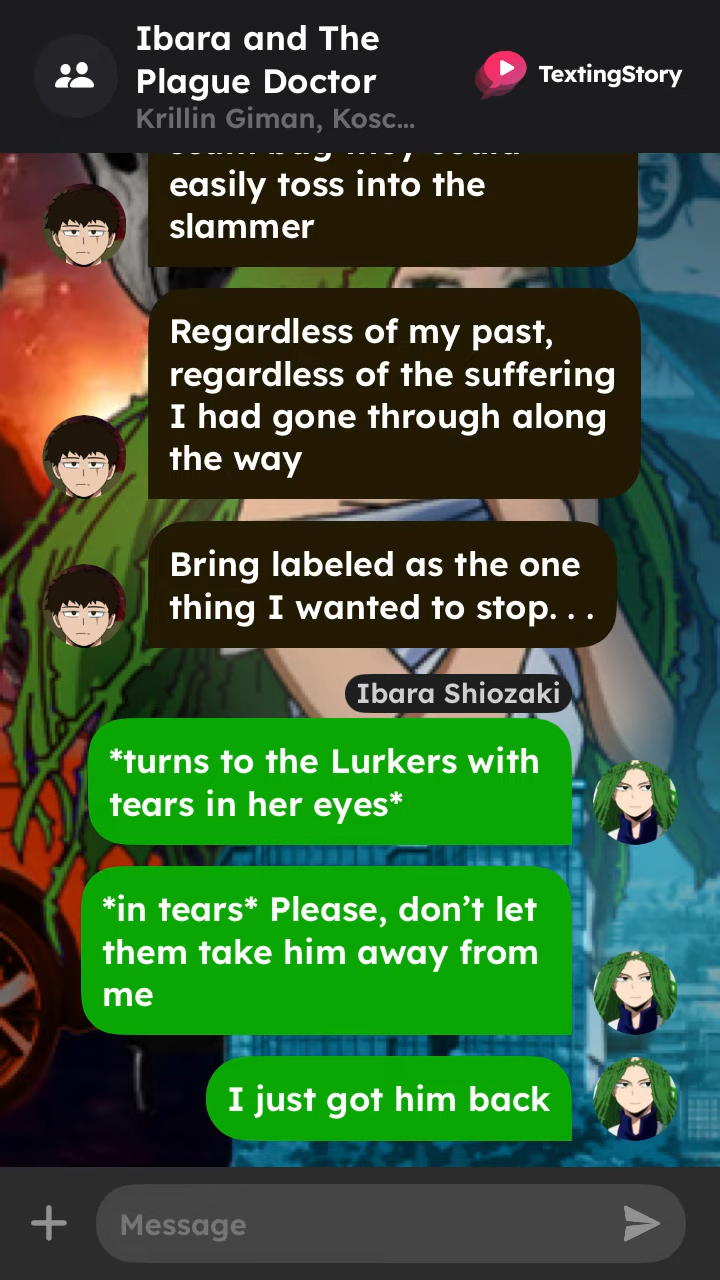 Ibara and The
Plague Doctor
Krillin Giman, Kosc...
TextingStory
easily toss into the
slammer
Regardless of my past,
regardless of the suffering
I had gone through along
the way
Bring labeled as the one
thing I wanted to stop. . .
Ibara Shiozaki
*turns to the Lurkers with
tears in her eyes*
*in tears* Please, don’t let
them take him away from
me
I just got him back
Message